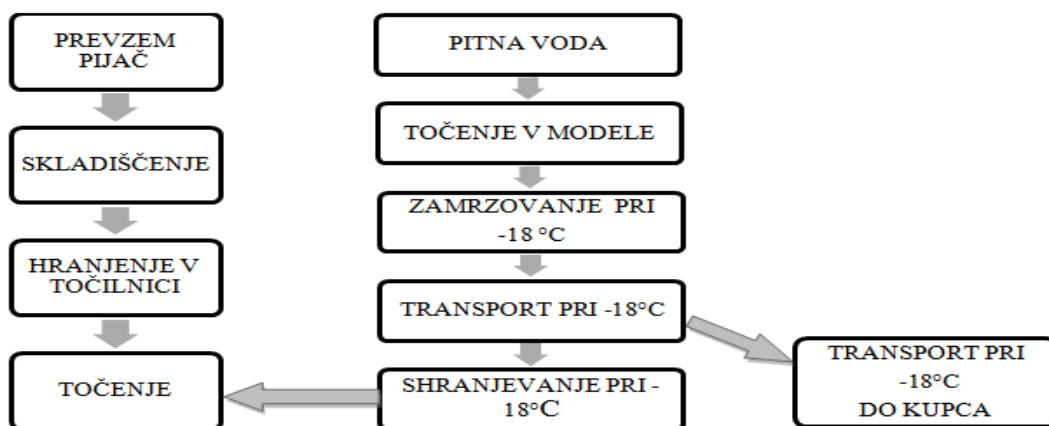 PREVZEM
PIJAČ
SKLADIŠČENJE
HRANJENJE V
TOČILNICI
TOČENJE
PITNA VODA
TOČENJE V MODELE
ZAMRZOVANJE PRI
-18 °C
TRANSPORT PRI -18°C
SHRANJEVANJE PRI -
18°C
TRANSPORT PRI
-18°C
DO KUPCA